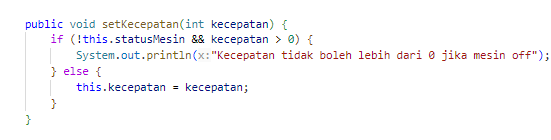 public void setKecepatan(int kecepatan) {
    if (!this.statusMesin && kecepatan > 0) {
        System.out.println(x:"Kecepatan tidak boleh lebih dari 0 jika mesin off");
    } else {
        this.kecepatan = kecepatan;
    }
}